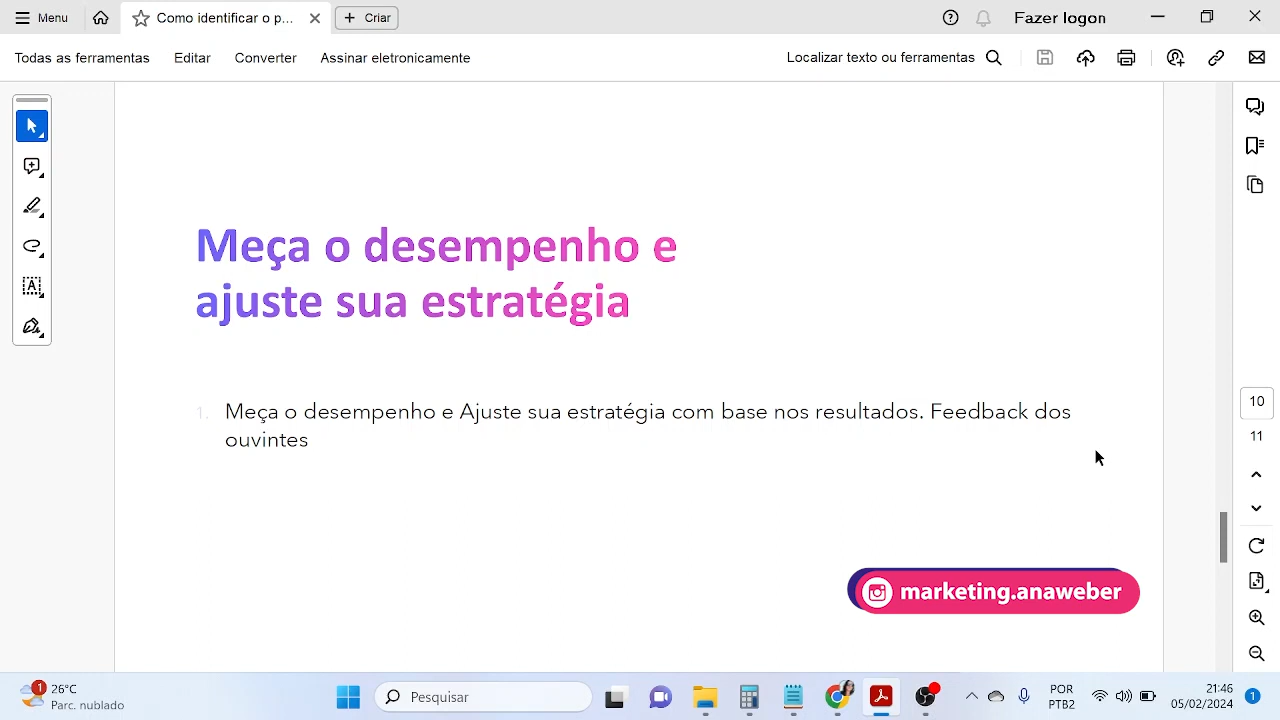 Menu
Como identificar o p...
Criar
Fazer logon
Todas as ferramentas
Editar
Converter
Assinar eletronicamente
Localizar texto ou ferramentas
Meça o desempenho e
ajuste sua estratégia
1. Meça o desempenho e Ajuste sua estratégia com base nos resultados. Feedback dos
ouvintes
10
11
marketing.anaweber
1
26°C
Parc. nublado
Pesquisar
POR
PTB2
21:46
05/02/2024
1